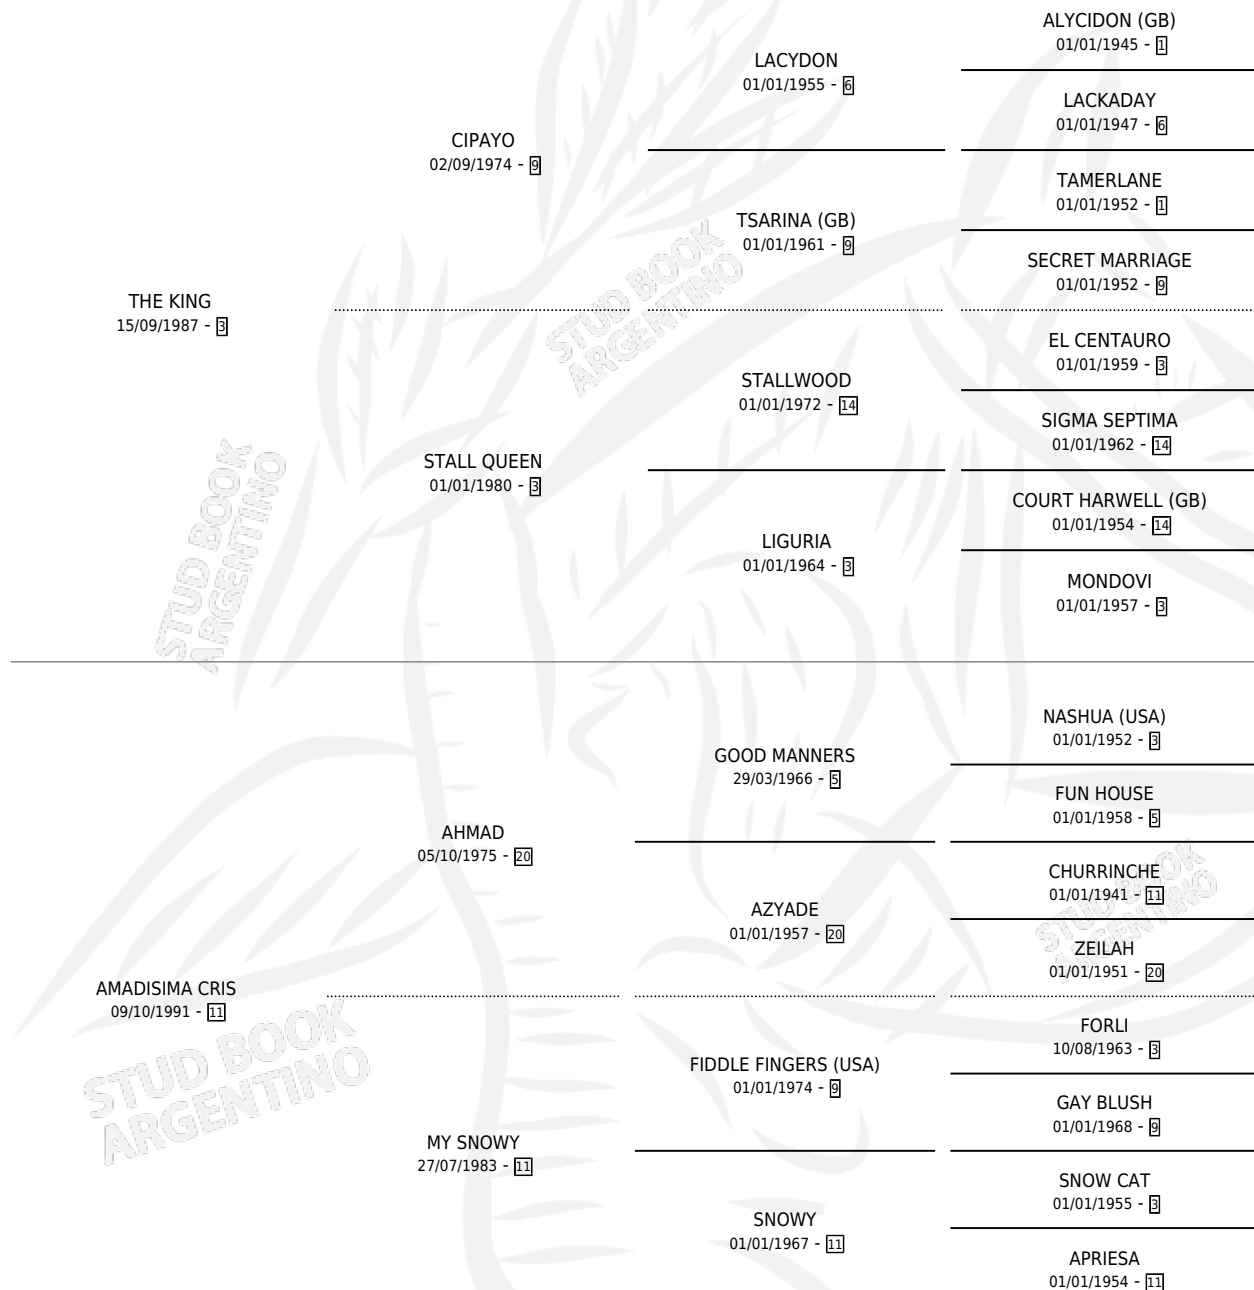 ALYCIDON (GB)
01/01/1945 - 1
LACYDON
01/01/1955 - 6
LACKADAY
01/01/1947 - 6
CIPAYO
02/09/1974 - 9
TAMERLANE
01/01/1952 - 1
TSARINA (GB)
01/01/1961 - 9
SECRET MARRIAGE
01/01/1952 - 9
THE KING
15/09/1987 - 3
EL CENTAURO
01/01/1959 - 3
STALLWOOD
01/01/1972 - 14
SIGMA SEPTIMA
01/01/1962 - 14
STALL QUEEN
01/01/1980 - 3
COURT HARWELL (GB)
01/01/1954 - 14
LIGURIA
01/01/1964 - 3
MONDOVI
01/01/1957 - 3
STUD BOOK
ARGENTINO
STUD BOOK
ARGENTINO
NASHUA (USA)
01/01/1952 - 3
GOOD MANNERS
29/03/1966 - 5
FUN HOUSE
01/01/1958 - 5
AHMAD
05/10/1975 - 20
CHURRINCHE
01/01/1941 - 11
AZYADE
01/01/1957 - 20
ZEILAH
01/01/1951 - 20
AMADISIMA CRIS
09/10/1991 - 11
FORLI
10/08/1963 - 3
FIDDLE FINGERS (USA)
01/01/1974 - 9
GAY BLUSH
01/01/1968 - 9
MY SNOWY
27/07/1983 - 11
SNOW CAT
01/01/1955 - 3
SNOWY
01/01/1967 - 11
APRIESA
01/01/1954 - 11
STUD BOOK
ARGENTINO
STUD BOOK
ARGENTINO